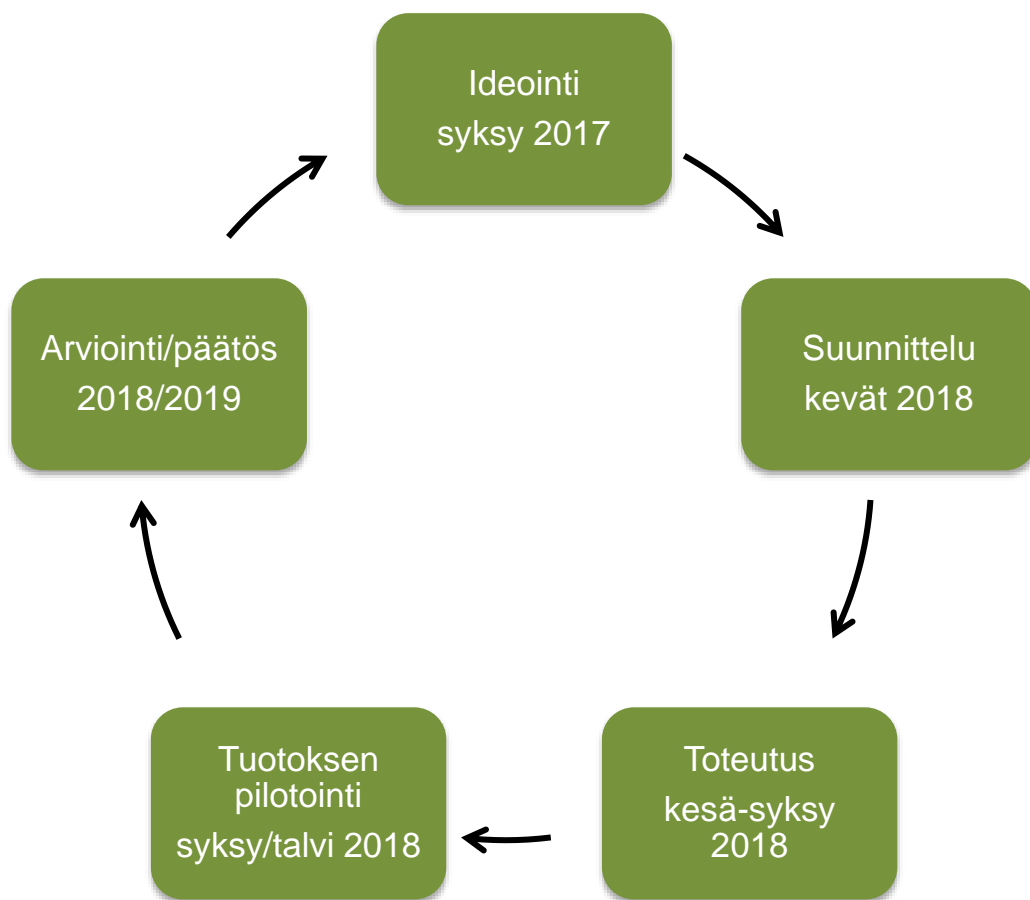 Ideointi
syksy 2017
Suunnittelu
kevät 2018
Toteutus
kesä-syksy
2018
Tuotoksen
pilotointi
syksy/talvi 2018
Arviointi/päätös
2018/2019